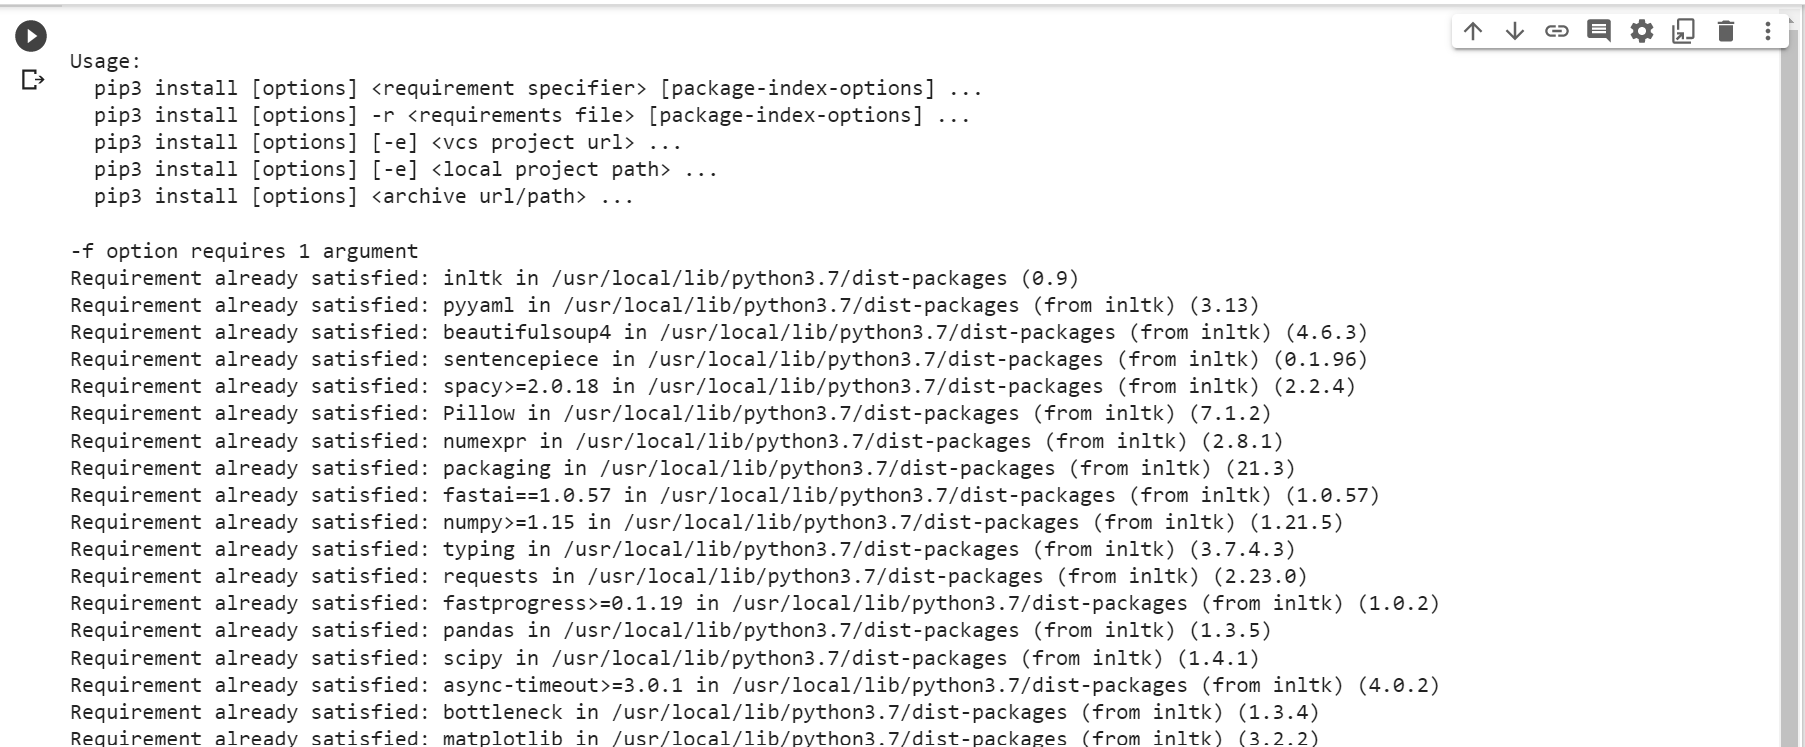 Usage:
pip3 install [options] <requirement specifier> [package-index-options] ...
pip3 install [options] -r <requirements file> [package-index-options] ...
pip3 install [options] [-e] <vcs project url> ...
pip3 install [options] [-e] <local project path> ...
pip3 install [options] <archive url/path> ...
-f option requires 1 argument
Requirement already satisfied: inltk in /usr/local/lib/python3.7/dist-packages (0.9)
Requirement already satisfied: pyyaml in /usr/local/lib/python3.7/dist-packages (from inltk) (3.13)
Requirement already satisfied: beautifulsoup4 in /usr/local/lib/python3.7/dist-packages (from inltk) (4.6.3)
Requirement already satisfied: sentencepiece in /usr/local/lib/python3.7/dist-packages (from inltk) (0.1.96)
Requirement already satisfied: spacy>=2.0.18 in /usr/local/lib/python3.7/dist-packages (from inltk) (2.2.4)
Requirement already satisfied: Pillow in /usr/local/lib/python3.7/dist-packages (from inltk) (7.1.2)
Requirement already satisfied: numexpr in /usr/local/lib/python3.7/dist-packages (from inltk) (2.8.1)
Requirement already satisfied: packaging in /usr/local/lib/python3.7/dist-packages (from inltk) (21.3)
Requirement already satisfied: fastai==1.0.57 in /usr/local/lib/python3.7/dist-packages (from inltk) (1.0.57)
Requirement already satisfied: numpy>=1.15 in /usr/local/lib/python3.7/dist-packages (from inltk) (1.21.5)
Requirement already satisfied: typing in /usr/local/lib/python3.7/dist-packages (from inltk) (3.7.4.3)
Requirement already satisfied: requests in /usr/local/lib/python3.7/dist-packages (from inltk) (2.23.0)
Requirement already satisfied: fastprogress>=0.1.19 in /usr/local/lib/python3.7/dist-packages (from inltk) (1.0.2)
Requirement already satisfied: pandas in /usr/local/lib/python3.7/dist-packages (from inltk) (1.3.5)
Requirement already satisfied: scipy in /usr/local/lib/python3.7/dist-packages (from inltk) (1.4.1)
Requirement already satisfied: async-timeout>=3.0.1 in /usr/local/lib/python3.7/dist-packages (from inltk) (4.0.2)
Requirement already satisfied: bottleneck in /usr/local/lib/python3.7/dist-packages (from inltk) (1.3.4)
Requirement already satisfied: matplotlib in /usr/local/lib/python3.7/dist-packages (from inltk) (3.2.2)